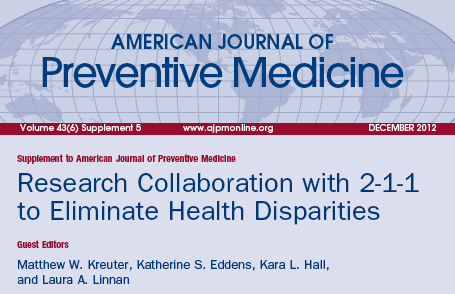 AMERICAN JOURNAL OF
Preventive Medicine
Volume 43(6) Supplement 5 www.ajpmonline.org DECEMBER 2012
Supplement to American Journal of Preventive Medicine
Research Collaboration with 2-1-1
to Eliminate Health Disparities
Guest Editors
Matthew W. Kreuter, Katherine S. Eddens, Kara L. Hall,
and Laura A. Linnan